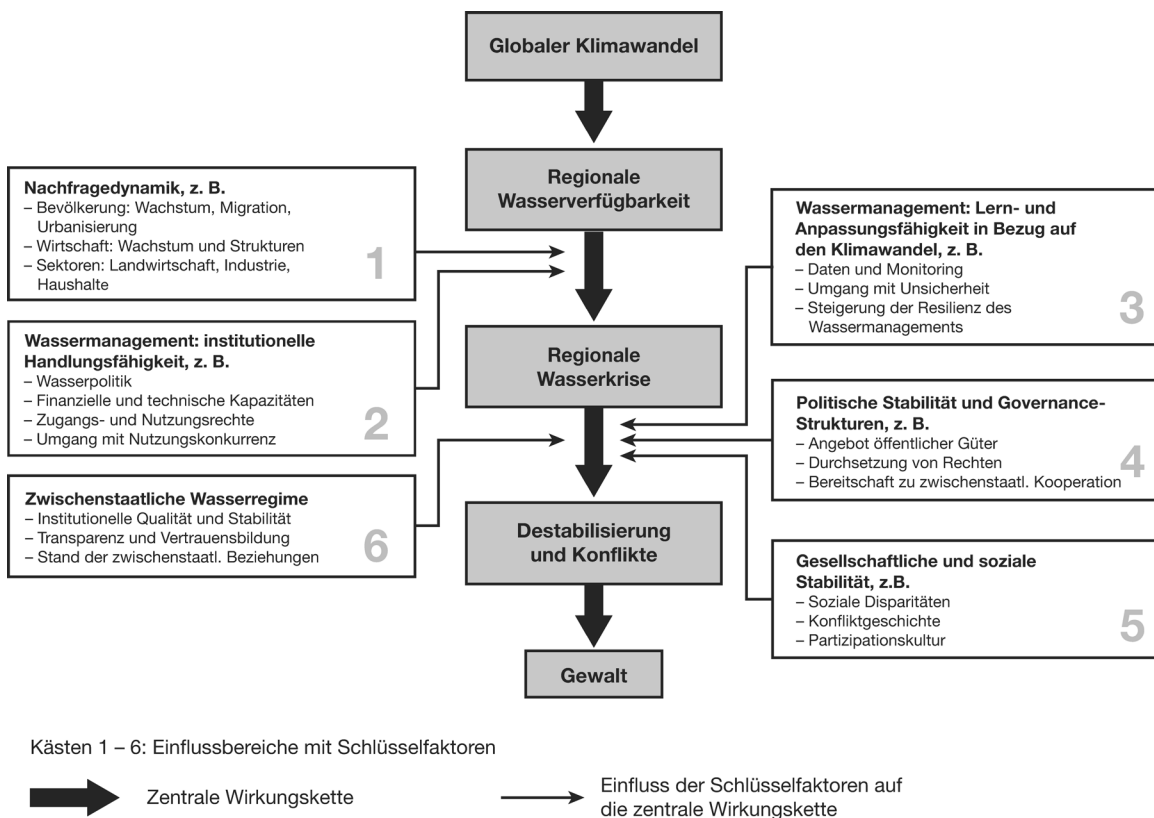 Globaler Klimawandel
Regionale
Wasserverfügbarkeit
Nachfragedynamik, z. B.
– Bevölkerung: Wachstum, Migration,
Urbanisierung
– Wirtschaft: Wachstum und Strukturen
– Sektoren: Landwirtschaft, Industrie,
Haushalte
1
Wassermanagement: institutionelle
Handlungsfähigkeit, z. B.
– Wasserpolitik
– Finanzielle und technische Kapazitäten
– Zugangs- und Nutzungsrechte
– Umgang mit Nutzungskonkurrenz
2
Wassermanagement: Lern- und
Anpassungsfähigkeit in Bezug auf
den Klimawandel, z. B.
– Daten und Monitoring
– Umgang mit Unsicherheit
– Steigerung der Resilienz des
Wassermanagements
3
Regionale
Wasserkrise
Politische Stabilität und Governance-
Strukturen, z. B.
– Angebot öffentlicher Güter
– Durchsetzung von Rechten
– Bereitschaft zu zwischenstaatl. Kooperation
4
Zwischenstaatliche Wasserregime
– Institutionelle Qualität und Stabilität
– Transparenz und Vertrauensbildung
– Stand der zwischenstaatl. Beziehungen
6
Destabilisierung
und Konflikte
Gesellschaftliche und soziale
Stabilität, z.B.
– Soziale Disparitäten
– Konfliktgeschichte
– Partizipationskultur
5
Gewalt
Kästen 1 – 6: Einflussbereiche mit Schlüsselfaktoren
Zentrale Wirkungskette
Einfluss der Schlüsselfaktoren auf
die zentrale Wirkungskette